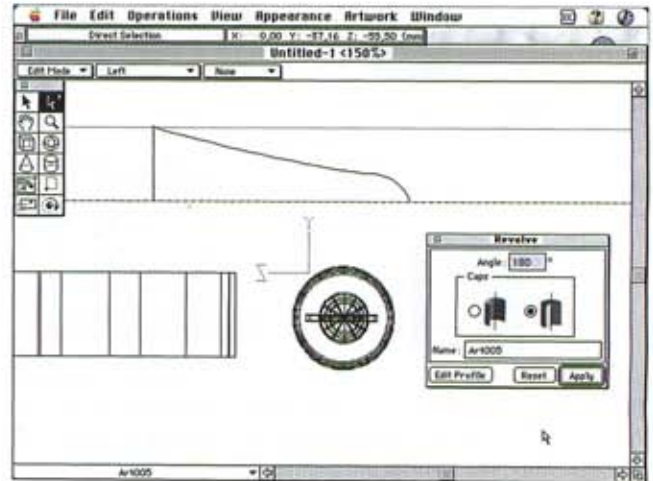 File Edit Operations View Appearance Artwork Window
Direct Selection X: 0,00 Y: -87,16 Z: -55,50 (mm)
Untitled-1 <150%>
Edit Mode Left None
Y
Z
Revolve
Angle: 180 °
Caps
Name: Art005
Edit Profile Reset Apply
Art005